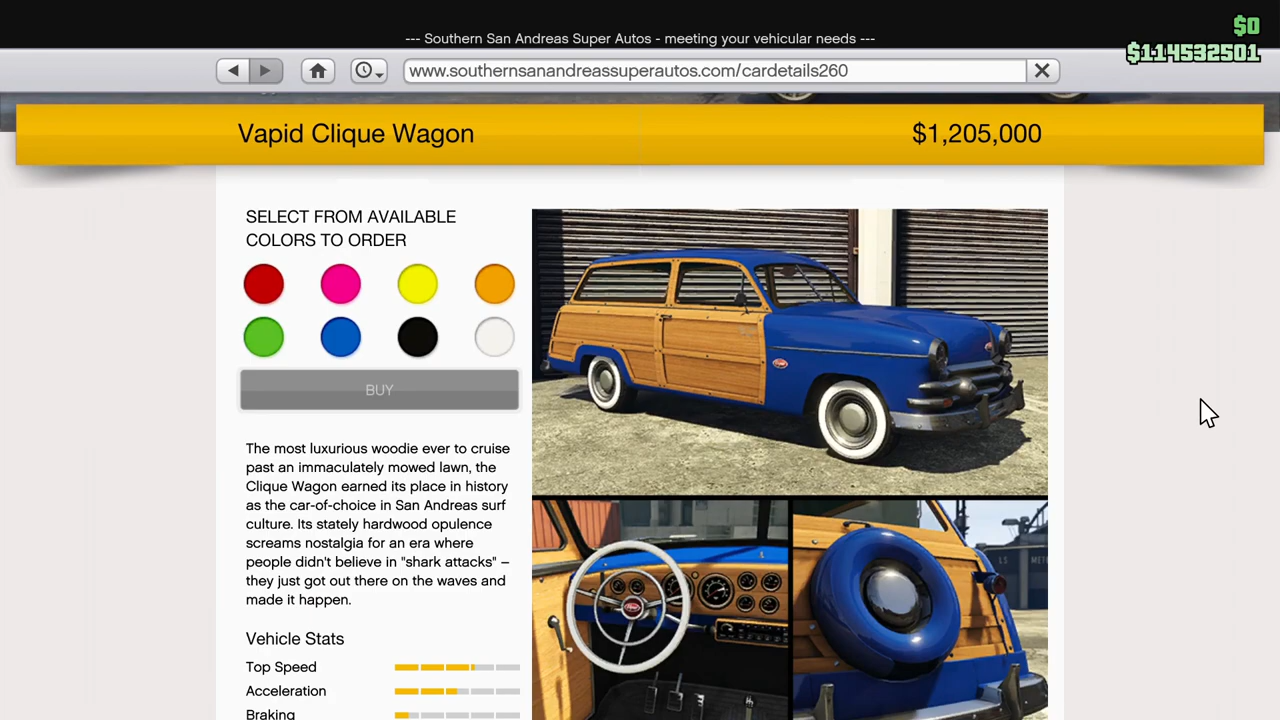 --- Southern San Andreas Super Autos - meeting your vehicular needs ---
$0
$114532501
www.southernsanandreassuperautos.com/cardetails260
Vapid Clique Wagon
$1,205,000
SELECT FROM AVAILABLE
COLORS TO ORDER
BUY
The most luxurious woodie ever to cruise
past an immaculately mowed lawn, the
Clique Wagon earned its place in history
as the car-of-choice in San Andreas surf
culture. Its stately hardwood opulence
screams nostalgia for an era where
people didn't believe in "shark attacks" –
they just got out there on the waves and
made it happen.
Vehicle Stats
Top Speed
Acceleration
Braking